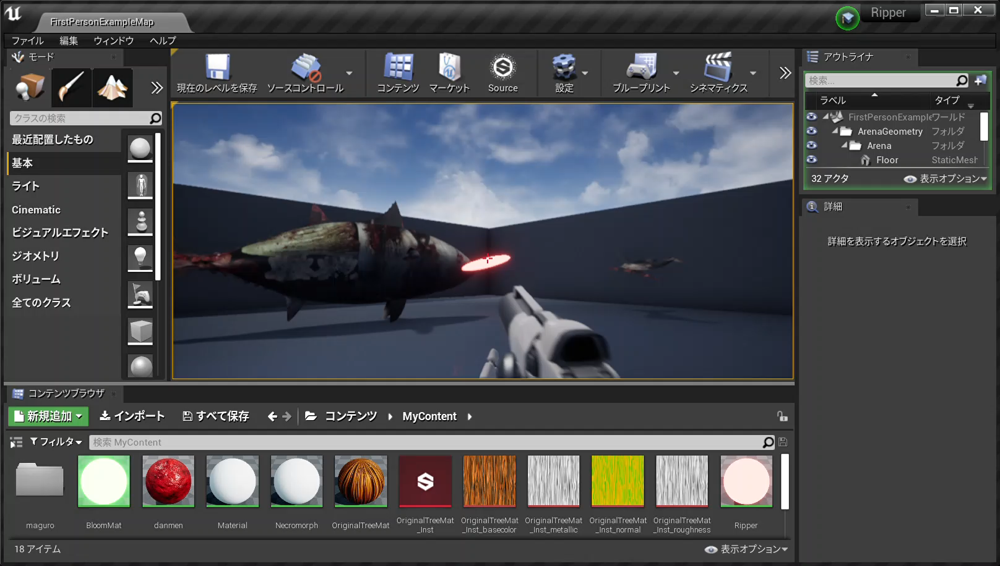 FirstPersonExampleMap
Ripper
ファイル 編集 ウィンドウ ヘルプ
モード
クラスの検索
最近配置したもの
基本
ライト
Cinematic
ビジュアルエフェクト
ジオメトリ
ボリューム
全てのクラス
現在のレベルを保存 ソースコントロール コンテンツ マーケット Source 設定 ブループリント シネマティクス
アウトライナ
検索...
ラベル タイプ
FirstPersonExample ワールド
ArenaGeometry フォルダ
Arena フォルダ
Floor StaticMesh
32 アクタ 表示オプション
詳細
詳細を表示するオブジェクトを選択
コンテンツブラウザ
新規追加 インポート すべて保存 コンテンツ MyContent
フィルタ 検索 MyContent
maguro
BloomMat
danmen
Material
Necromorph
OriginalTreeMat
OriginalTreeMat
_Inst
OriginalTreeMat
_Inst_basecolor
OriginalTreeMat
_Inst_metallic
OriginalTreeMat
_Inst_normal
OriginalTreeMat
_Inst_roughness
Ripper
18 アイテム 表示オプション